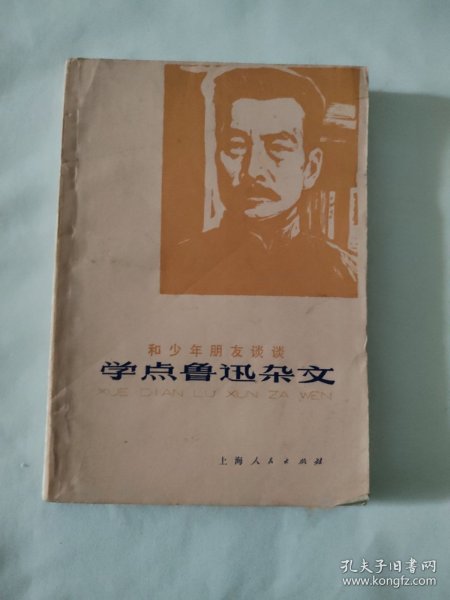 和少年朋友谈谈
学点鲁迅杂文
XUE DIAN LU XUN ZA WEN
上海人民出版社
孔夫子旧书网
www.kongfz.com